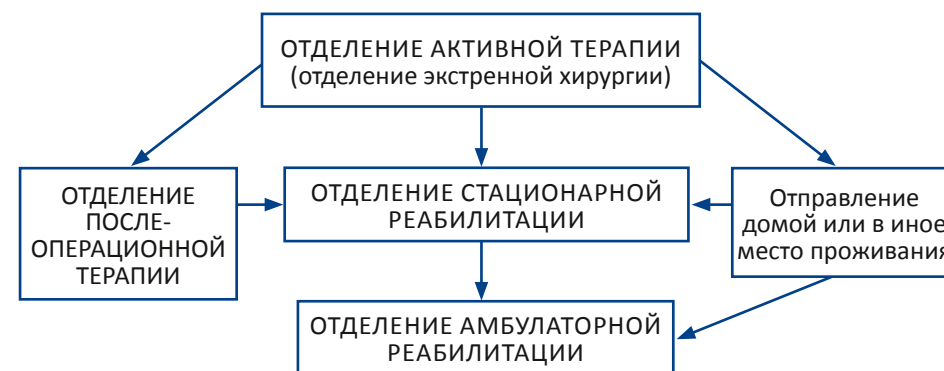 ОТДЕЛЕНИЕ АКТИВНОЙ ТЕРАПИИ
(отделение экстренной хирургии)
ОТДЕЛЕНИЕ
ПОСЛЕ-
ОПЕРАЦИОННОЙ
ТЕРАПИИ
ОТДЕЛЕНИЕ СТАЦИОНАРНОЙ
РЕАБИЛИТАЦИИ
Отправление
домой или в иное
место проживания
ОТДЕЛЕНИЕ АМБУЛАТОРНОЙ
РЕАБИЛИТАЦИИ